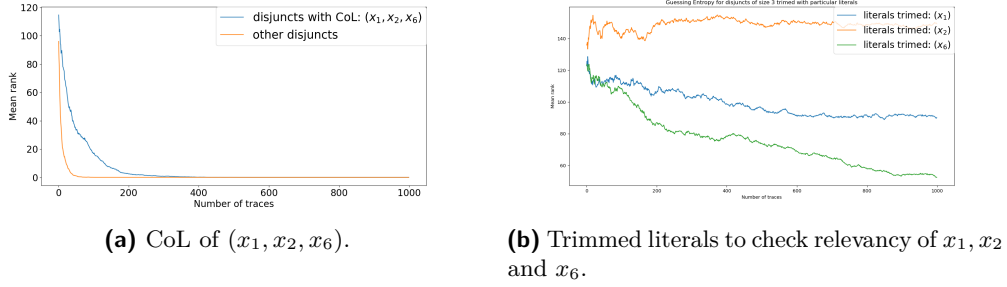 120
100
80
60
40
20
0
Mean rank
0 200 400 600 800 1000
Number of traces
disjuncts with CoL: (x₁, x₂, x₆)
other disjuncts
(a) CoL of (x₁, x₂, x₆).
Guessing Entropy for disjuncts of size 3 trimed with particular literals
140
120
100
80
60
Mean rank
0 200 400 600 800 1000
Number of traces
literals trimed: (x₁)
literals trimed: (x₂)
literals trimed: (x₆)
(b) Trimmed literals to check relevancy of x₁, x₂
and x₆.